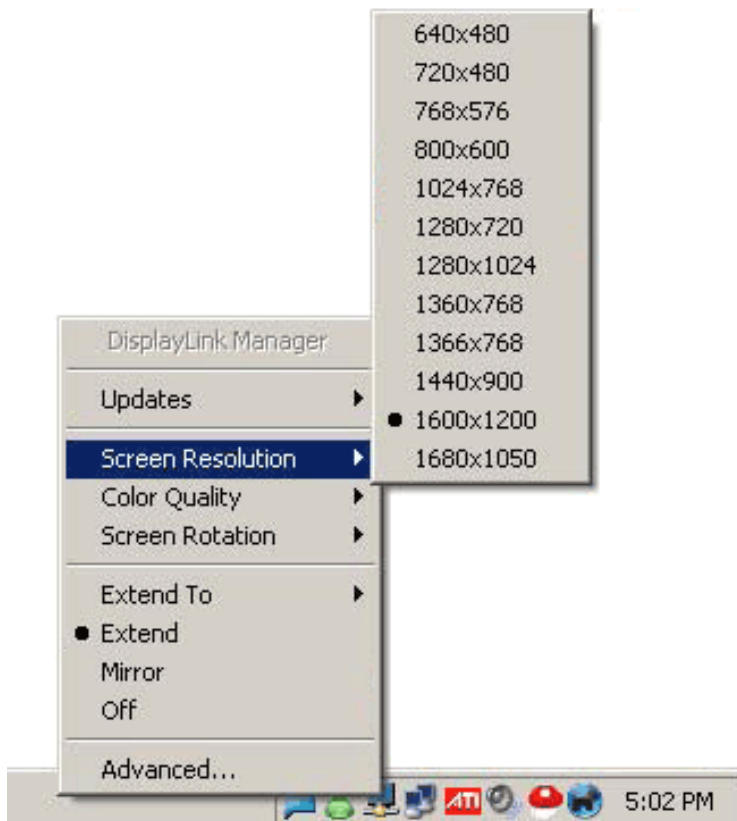 640x480
720x480
768x576
800x600
1024x768
1280x720
1280x1024
1360x768
1366x768
1440x900
1600x1200
1680x1050
DisplayLink Manager
Updates
Screen Resolution
Color Quality
Screen Rotation
Extend To
Extend
Mirror
Off
Advanced...
ATI
5:02 PM